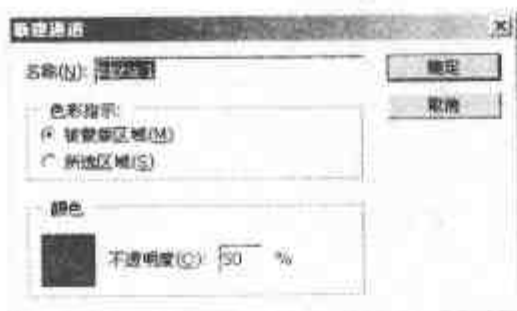 新建通道
名称(N):
确定
取消
色彩指示:
被蒙版区域(M)
所选区域(S)
颜色
不透明度(C): 50 %